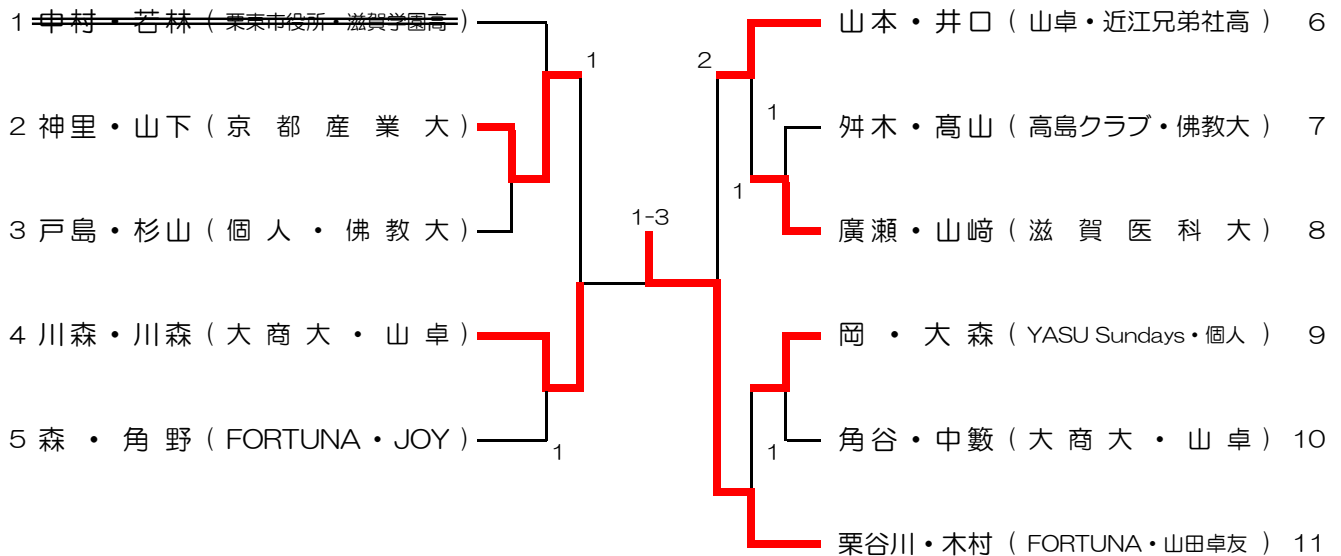 1 中村・若林 ( 栗東市役所・滋賀学園高 )
2 神里・山下 ( 京都産業大 )
3 戸島・杉山 ( 個人・佛教大 )
4 川森・川森 ( 大商大・山卓 )
5 森・角野 ( FORTUNA・JOY )
1
1
1-3
2
1
1
1
山本・井口 ( 山卓・近江兄弟社高 ) 6
舛木・髙山 ( 高島クラブ・佛教大 ) 7
廣瀬・山﨑 ( 滋賀医科大 ) 8
岡・大森 ( YASU Sundays・個人 ) 9
角谷・中籔 ( 大商大・山卓 ) 10
栗谷川・木村 ( FORTUNA・山田卓友 ) 11